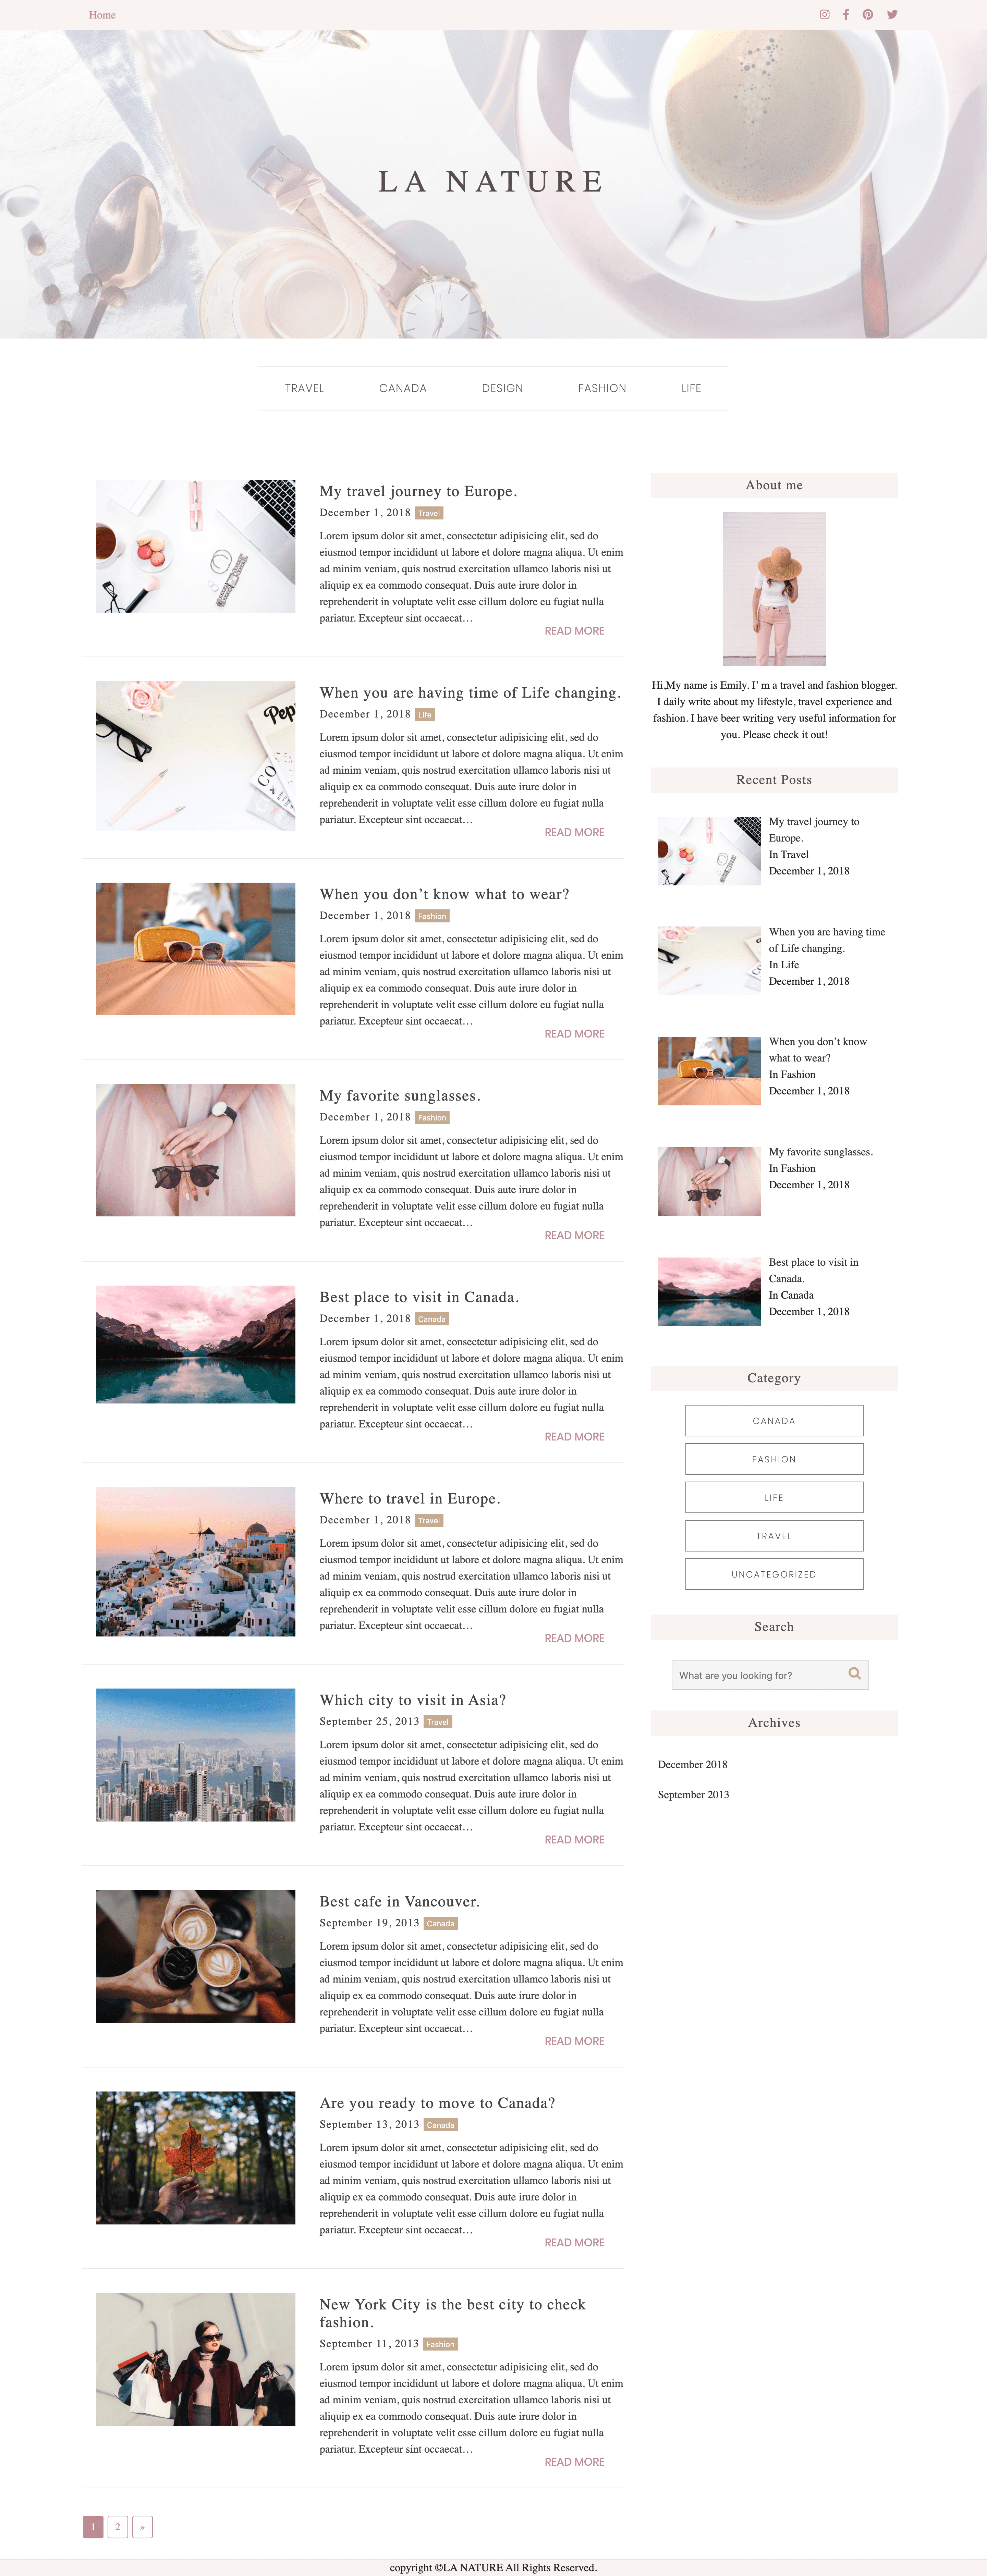 Home
LA NATURE
TRAVEL CANADA DESIGN FASHION LIFE
My travel journey to Europe.
December 1, 2018 Travel
Lorem ipsum dolor sit amet, consectetur adipisicing elit, sed do
eiusmod tempor incididunt ut labore et dolore magna aliqua. Ut enim
ad minim veniam, quis nostrud exercitation ullamco laboris nisi ut
aliquip ex ea commodo consequat. Duis aute irure dolor in
reprehenderit in voluptate velit esse cillum dolore eu fugiat nulla
pariatur. Excepteur sint occaecat…
READ MORE
Pep
CO
When you are having time of Life changing.
December 1, 2018 Life
Lorem ipsum dolor sit amet, consectetur adipisicing elit, sed do
eiusmod tempor incididunt ut labore et dolore magna aliqua. Ut enim
ad minim veniam, quis nostrud exercitation ullamco laboris nisi ut
aliquip ex ea commodo consequat. Duis aute irure dolor in
reprehenderit in voluptate velit esse cillum dolore eu fugiat nulla
pariatur. Excepteur sint occaecat…
READ MORE
When you don’t know what to wear?
December 1, 2018 Fashion
Lorem ipsum dolor sit amet, consectetur adipisicing elit, sed do
eiusmod tempor incididunt ut labore et dolore magna aliqua. Ut enim
ad minim veniam, quis nostrud exercitation ullamco laboris nisi ut
aliquip ex ea commodo consequat. Duis aute irure dolor in
reprehenderit in voluptate velit esse cillum dolore eu fugiat nulla
pariatur. Excepteur sint occaecat…
READ MORE
My favorite sunglasses.
December 1, 2018 Fashion
Lorem ipsum dolor sit amet, consectetur adipisicing elit, sed do
eiusmod tempor incididunt ut labore et dolore magna aliqua. Ut enim
ad minim veniam, quis nostrud exercitation ullamco laboris nisi ut
aliquip ex ea commodo consequat. Duis aute irure dolor in
reprehenderit in voluptate velit esse cillum dolore eu fugiat nulla
pariatur. Excepteur sint occaecat…
READ MORE
Best place to visit in Canada.
December 1, 2018 Canada
Lorem ipsum dolor sit amet, consectetur adipisicing elit, sed do
eiusmod tempor incididunt ut labore et dolore magna aliqua. Ut enim
ad minim veniam, quis nostrud exercitation ullamco laboris nisi ut
aliquip ex ea commodo consequat. Duis aute irure dolor in
reprehenderit in voluptate velit esse cillum dolore eu fugiat nulla
pariatur. Excepteur sint occaecat…
READ MORE
Where to travel in Europe.
December 1, 2018 Travel
Lorem ipsum dolor sit amet, consectetur adipisicing elit, sed do
eiusmod tempor incididunt ut labore et dolore magna aliqua. Ut enim
ad minim veniam, quis nostrud exercitation ullamco laboris nisi ut
aliquip ex ea commodo consequat. Duis aute irure dolor in
reprehenderit in voluptate velit esse cillum dolore eu fugiat nulla
pariatur. Excepteur sint occaecat…
READ MORE
Which city to visit in Asia?
September 25, 2013 Travel
Lorem ipsum dolor sit amet, consectetur adipisicing elit, sed do
eiusmod tempor incididunt ut labore et dolore magna aliqua. Ut enim
ad minim veniam, quis nostrud exercitation ullamco laboris nisi ut
aliquip ex ea commodo consequat. Duis aute irure dolor in
reprehenderit in voluptate velit esse cillum dolore eu fugiat nulla
pariatur. Excepteur sint occaecat…
READ MORE
Best cafe in Vancouver.
September 19, 2013 Canada
Lorem ipsum dolor sit amet, consectetur adipisicing elit, sed do
eiusmod tempor incididunt ut labore et dolore magna aliqua. Ut enim
ad minim veniam, quis nostrud exercitation ullamco laboris nisi ut
aliquip ex ea commodo consequat. Duis aute irure dolor in
reprehenderit in voluptate velit esse cillum dolore eu fugiat nulla
pariatur. Excepteur sint occaecat…
READ MORE
Are you ready to move to Canada?
September 13, 2013 Canada
Lorem ipsum dolor sit amet, consectetur adipisicing elit, sed do
eiusmod tempor incididunt ut labore et dolore magna aliqua. Ut enim
ad minim veniam, quis nostrud exercitation ullamco laboris nisi ut
aliquip ex ea commodo consequat. Duis aute irure dolor in
reprehenderit in voluptate velit esse cillum dolore eu fugiat nulla
pariatur. Excepteur sint occaecat…
READ MORE
New York City is the best city to check
fashion.
September 11, 2013 Fashion
Lorem ipsum dolor sit amet, consectetur adipisicing elit, sed do
eiusmod tempor incididunt ut labore et dolore magna aliqua. Ut enim
ad minim veniam, quis nostrud exercitation ullamco laboris nisi ut
aliquip ex ea commodo consequat. Duis aute irure dolor in
reprehenderit in voluptate velit esse cillum dolore eu fugiat nulla
pariatur. Excepteur sint occaecat…
READ MORE
1 2 »
About me
Hi,My name is Emily. I’ m a travel and fashion blogger.
I daily write about my lifestyle, travel experience and
fashion. I have beer writing very useful information for
you. Please check it out!
Recent Posts
My travel journey to
Europe.
In Travel
December 1, 2018
When you are having time
of Life changing.
In Life
December 1, 2018
When you don’t know
what to wear?
In Fashion
December 1, 2018
My favorite sunglasses.
In Fashion
December 1, 2018
Best place to visit in
Canada.
In Canada
December 1, 2018
Category
CANADA
FASHION
LIFE
TRAVEL
UNCATEGORIZED
Search
What are you looking for?
Archives
December 2018
September 2013
copyright ©LA NATURE All Rights Reserved.